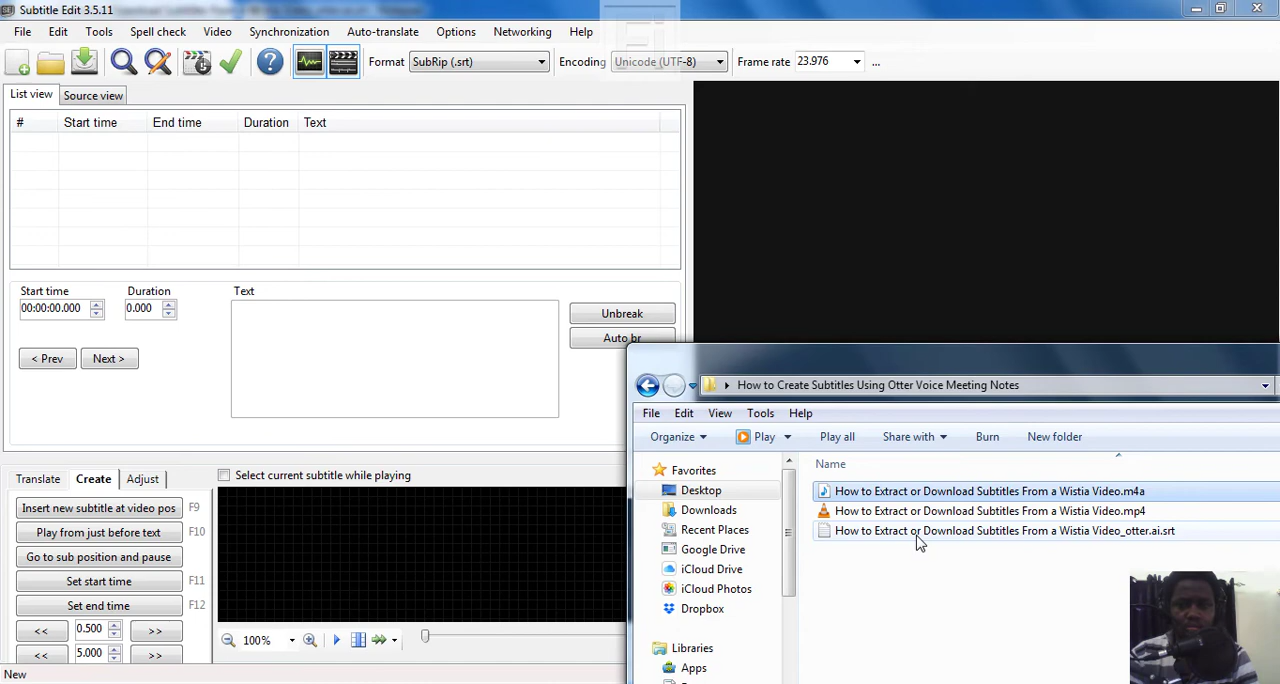 Subtitle Edit 3.5.11
File Edit Tools Spell check Video Synchronization Auto-translate Options Networking Help
Format SubRip (.srt) Encoding Unicode (UTF-8) Frame rate 23.976 ...
List view Source view
# Start time End time Duration Text
Start time Duration Text
00:00:00.000 0.000
Unbreak
Auto br
< Prev Next >
How to Create Subtitles Using Otter Voice Meeting Notes
File Edit View Tools Help
Organize Play Play all Share with Burn New folder
Name
Favorites
Desktop
Downloads
Recent Places
Google Drive
iCloud Drive
iCloud Photos
Dropbox
Libraries
Apps
How to Extract or Download Subtitles From a Wistia Video.m4a
How to Extract or Download Subtitles From a Wistia Video.mp4
How to Extract or Download Subtitles From a Wistia Video_otter.ai.srt
Translate Create Adjust
Select current subtitle while playing
Insert new subtitle at video pos F9
Play from just before text F10
Go to sub position and pause
Set start time F11
Set end time F12
<< 0.500 >>
<< 5.000 >>
100%
New